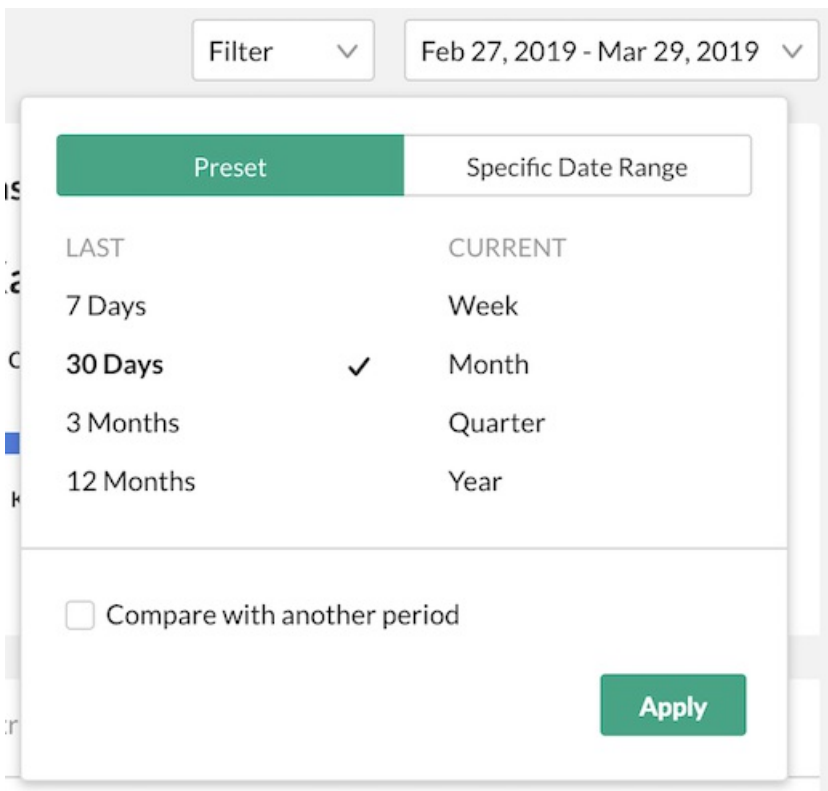 Filter
Feb 27, 2019 - Mar 29, 2019
Preset
Specific Date Range
LAST
CURRENT
7 Days
Week
30 Days
Month
3 Months
Quarter
12 Months
Year
Compare with another period
Apply